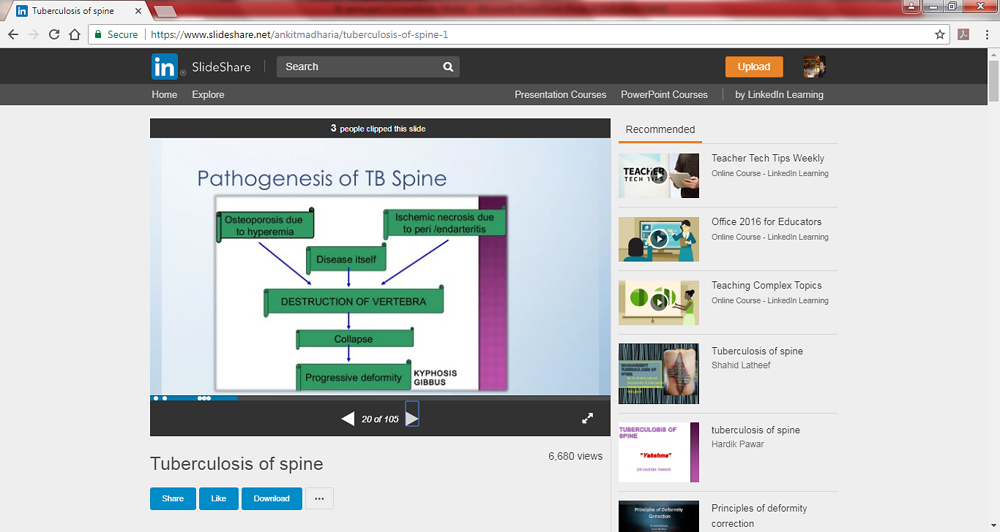 Tuberculosis of spine
Secure
https://www.slideshare.net/ankitmadharia/tuberculosis-of-spine-1
in
SlideShare
Search
Upload
Home
Explore
Presentation Courses
PowerPoint Courses
by LinkedIn Learning
3 people clipped this slide
Pathogenesis of TB Spine
Osteoporosis due
to hyperemia
Ischemic necrosis due
to peri /endarteritis
Disease itself
DESTRUCTION OF VERTEBRA
Collapse
Progressive deformity
KYPHOSIS
GIBBUS
20 of 105
Tuberculosis of spine
6,680 views
Share
Like
Download
Recommended
TEACHER
TECH TIPS
Teacher Tech Tips Weekly
Online Course - LinkedIn Learning
Office 2016 for Educators
Online Course - LinkedIn Learning
Teaching Complex Topics
Online Course - LinkedIn Learning
MANAGEMENT
TUBERCULOSIS OF
SPINE
Tuberculosis of spine
Shahid Latheef
TUBERCULOSIS OF
SPINE
"Yakshma"
DR HARDIK PAWAR
tuberculosis of spine
Hardik Pawar
Principles of Deformity
Correction
Principles of deformity
correction